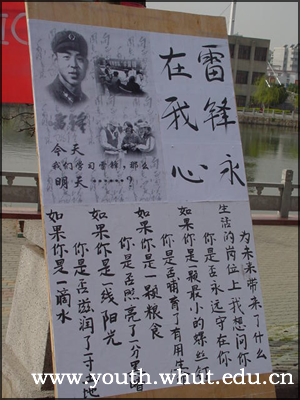 雷锋永
在我心
雷锋
今天
我们学习雷锋，那么
明天……？
如果你是一滴水
你是否滋润了一寸土地
如果你是一线阳光
你是否照亮了一分黑暗
如果你是一颗粮食
你是否哺育了有用生
如果你是颗最小的螺丝钉
你是否永远守在你
生活的岗位上我想问你
为未来带来了什么
www.youth.whut.edu.cn